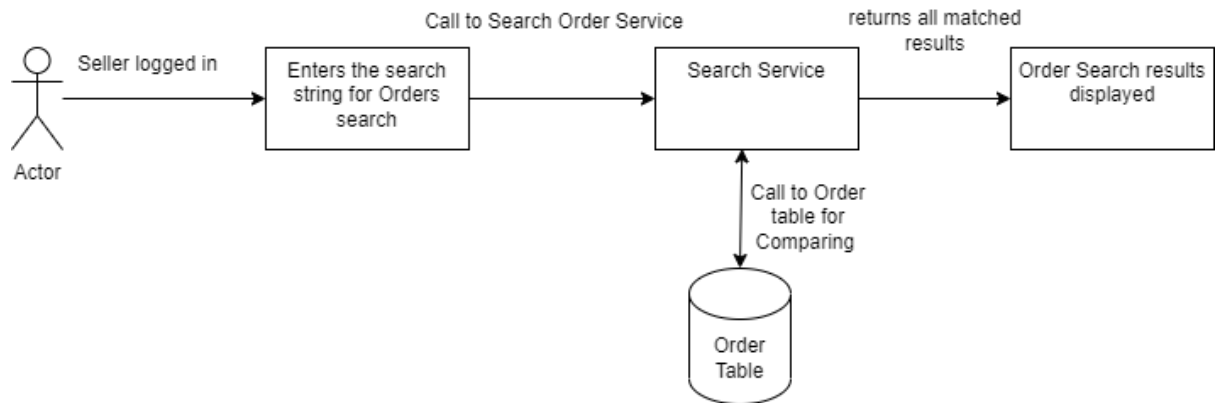 Call to Search Order Service
returns all matched
results
Seller logged in
Enters the search
string for Orders
search
Search Service
Order Search results
displayed
Actor
Call to Order
table for
Comparing
Order
Table